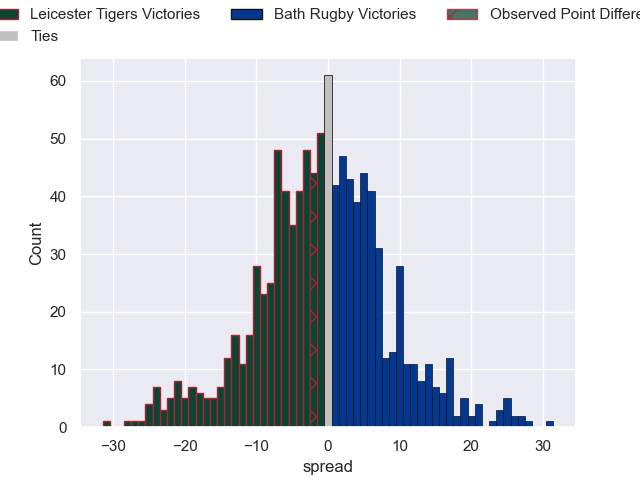 Leicester Tigers Victories Bath Rugby Victories Observed Point Differe
Ties
60
50
40
30
20
10
0
Count
−30 −20 −10 0 10 20 30
spread